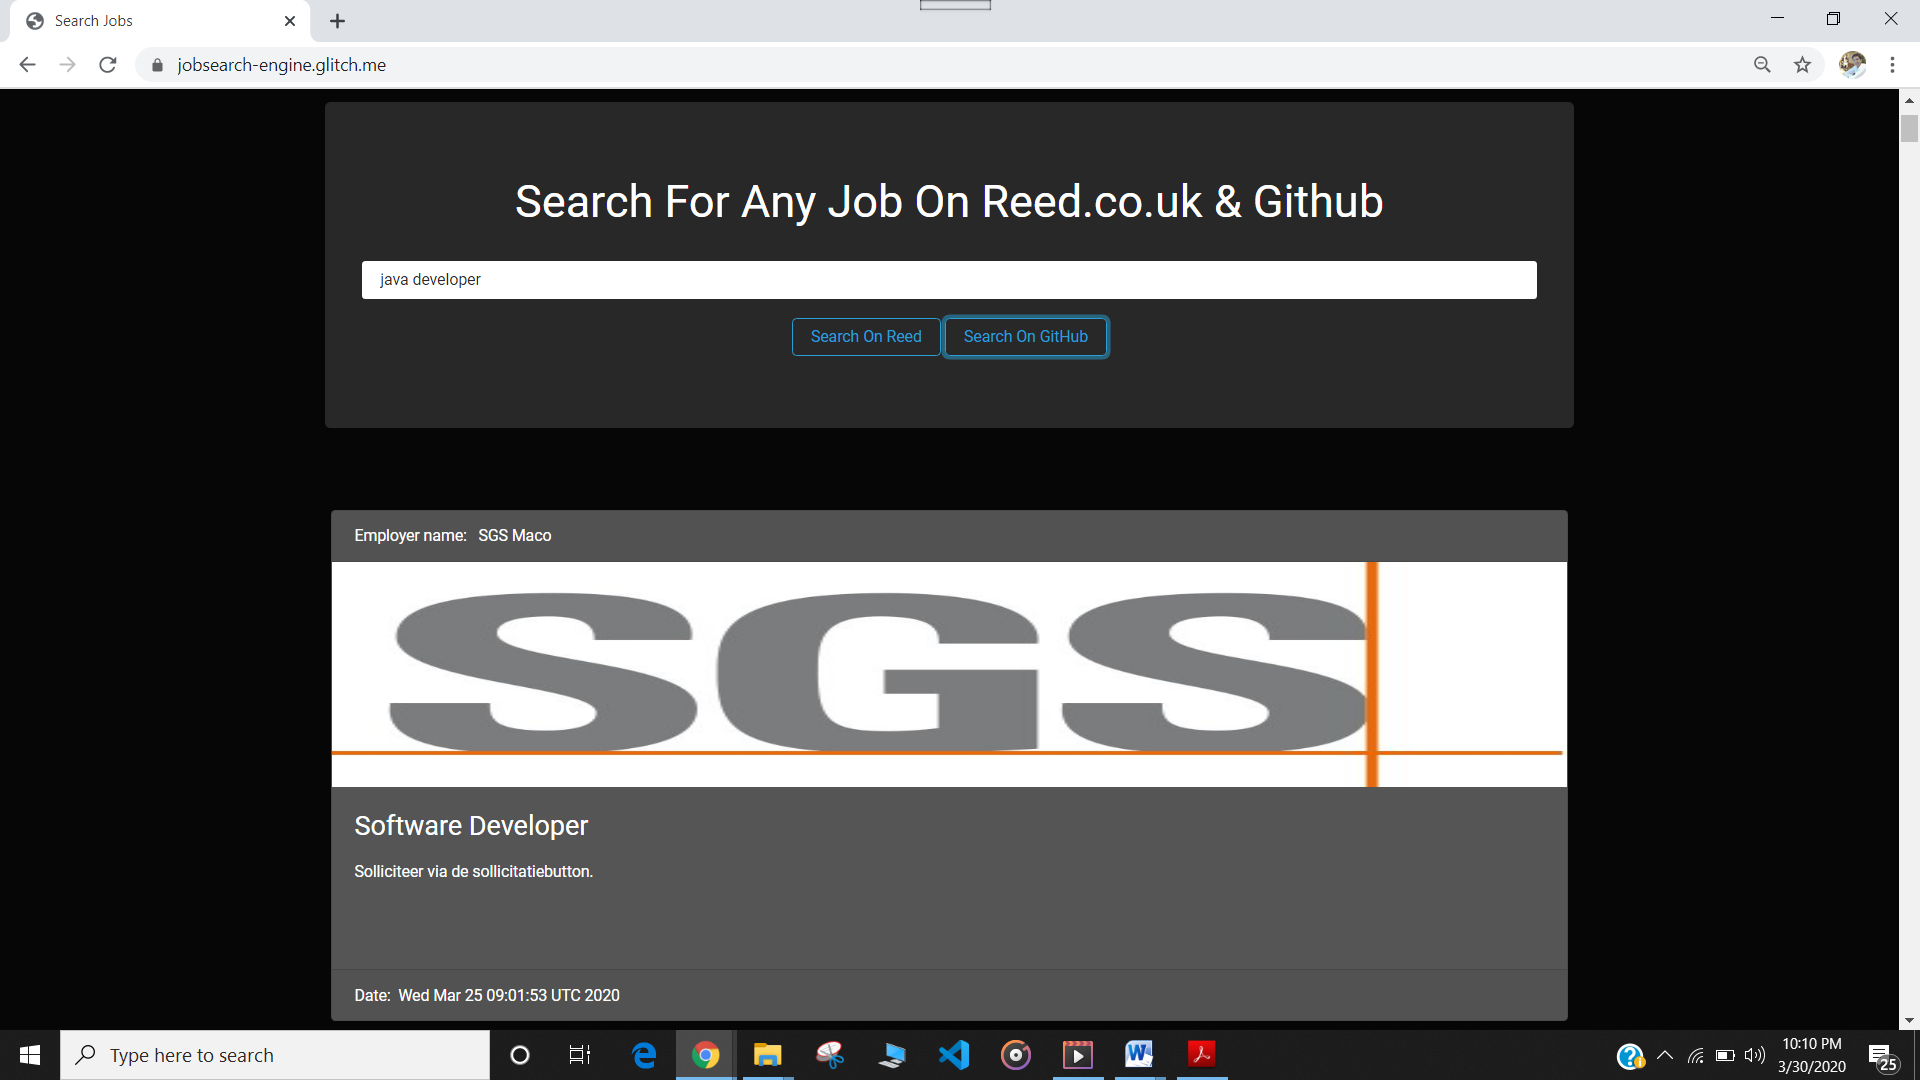 Search Jobs
jobsearch-engine.glitch.me
Search For Any Job On Reed.co.uk & Github
java developer
Search On Reed
Search On GitHub
Employer name: SGS Maco
SGS
Software Developer
Solliciteer via de sollicitatiebutton.
Date: Wed Mar 25 09:01:53 UTC 2020
Type here to search
10:10 PM
3/30/2020
25